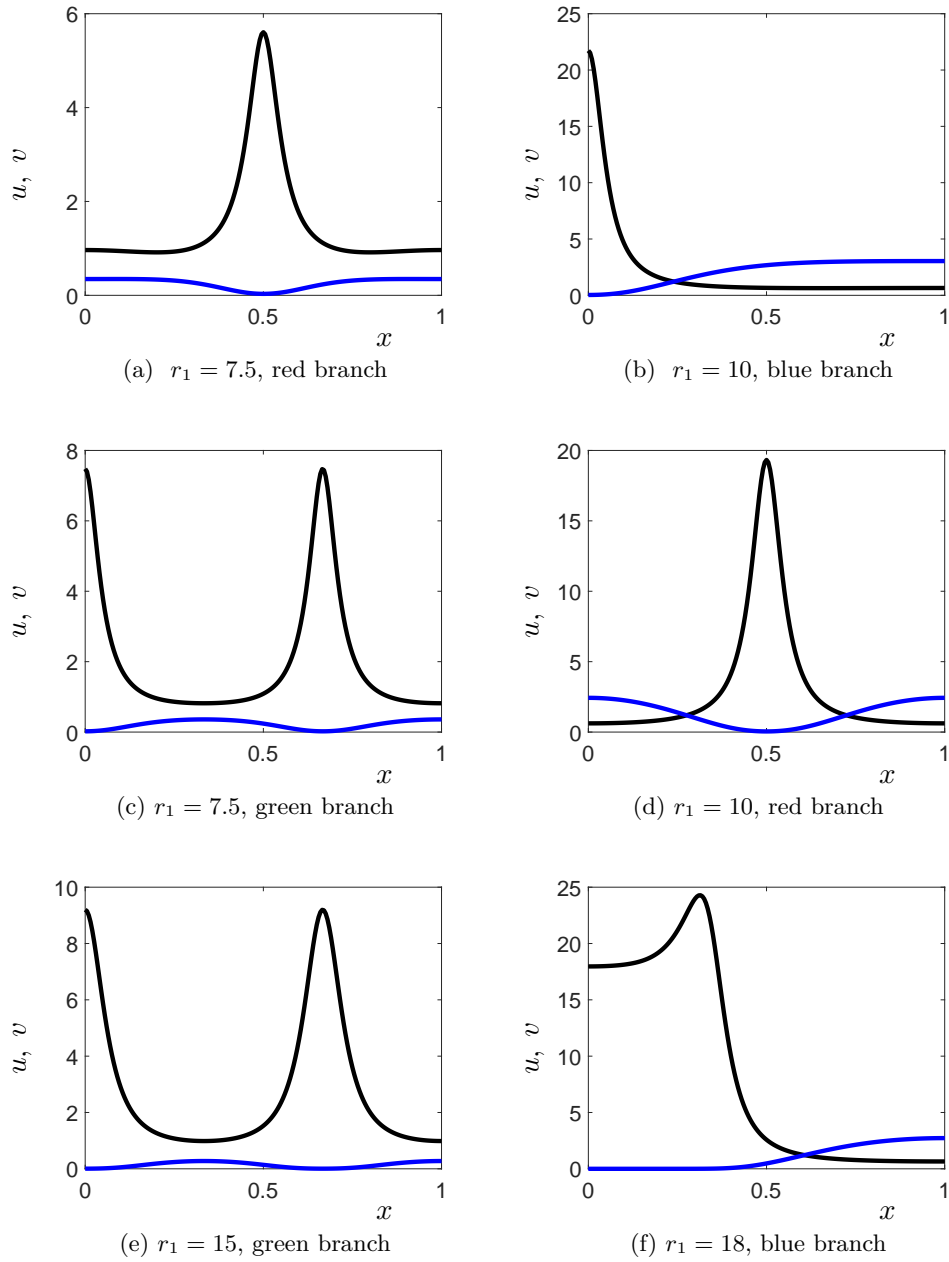 6
4
2
0
u, v
0
0.5
1
x
(a) r₁ = 7.5, red branch
25
20
15
10
5
0
u, v
0
0.5
1
x
(b) r₁ = 10, blue branch
8
6
4
2
0
u, v
0
0.5
1
x
(c) r₁ = 7.5, green branch
20
15
10
5
0
u, v
0
0.5
1
x
(d) r₁ = 10, red branch
10
8
6
4
2
0
u, v
0
0.5
1
x
(e) r₁ = 15, green branch
25
20
15
10
5
0
u, v
0
0.5
1
x
(f) r₁ = 18, blue branch